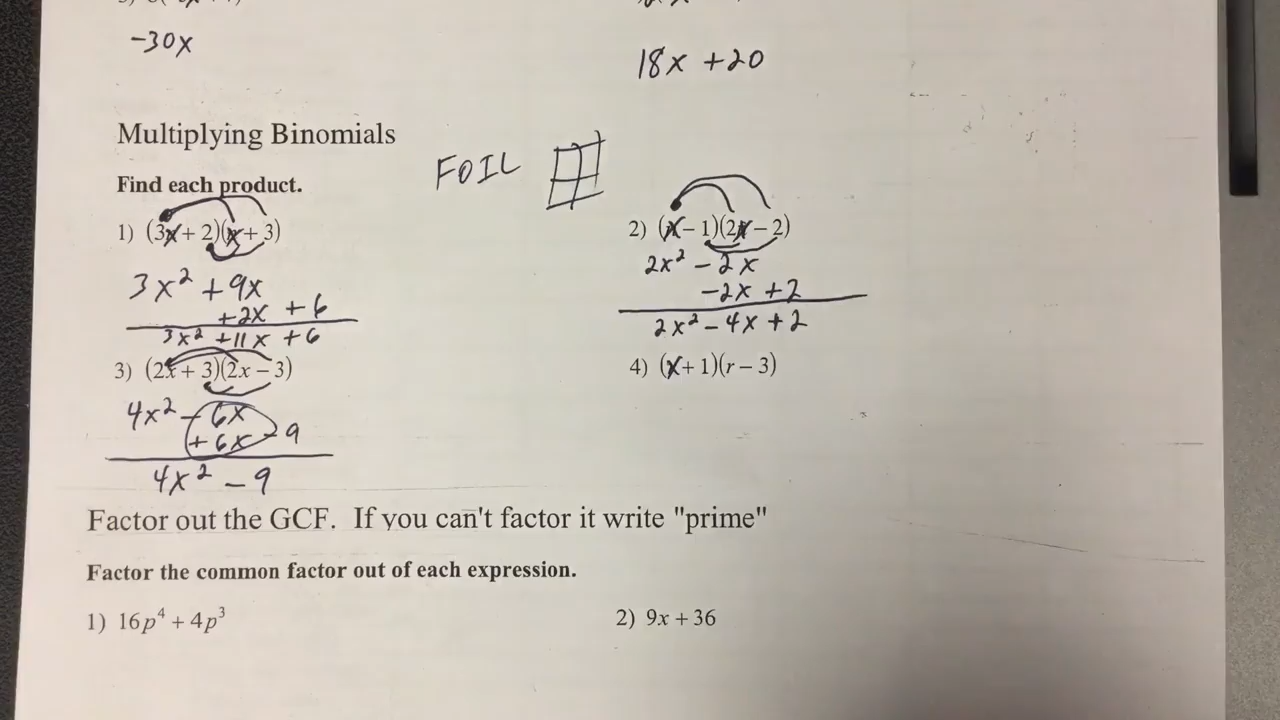 -30x
18x +20
Multiplying Binomials
FOIL
Find each product.
1) (3x + 2)(x + 3)
2) (x − 1)(2x − 2)
3x² + 9x
+2x + 6
3x² +11x +6
2x² − 2x
−2x +2
2x² − 4x + 2
3) (2x + 3)(2x − 3)
4) (x + 1)(r − 3)
4x² − 6x
+ 6x − 9
4x² − 9
Factor out the GCF. If you can't factor it write "prime"
Factor the common factor out of each expression.
1) 16p⁴ + 4p³
2) 9x + 36